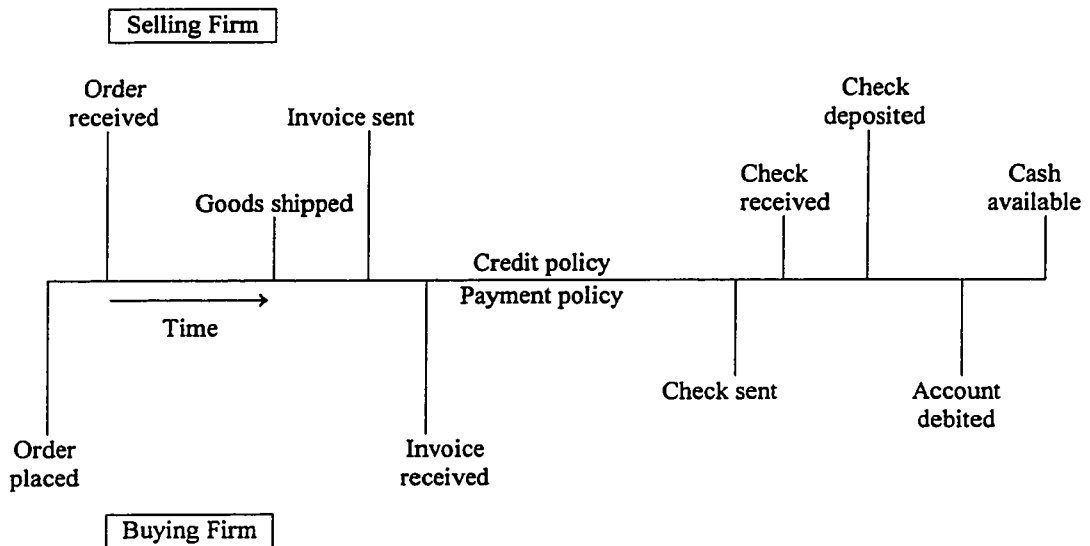 Selling Firm
Order
received
Invoice sent
Check
deposited
Goods shipped
Check
received
Cash
available
Credit policy
Payment policy
Time
Check sent
Account
debited
Order
placed
Invoice
received
Buying Firm